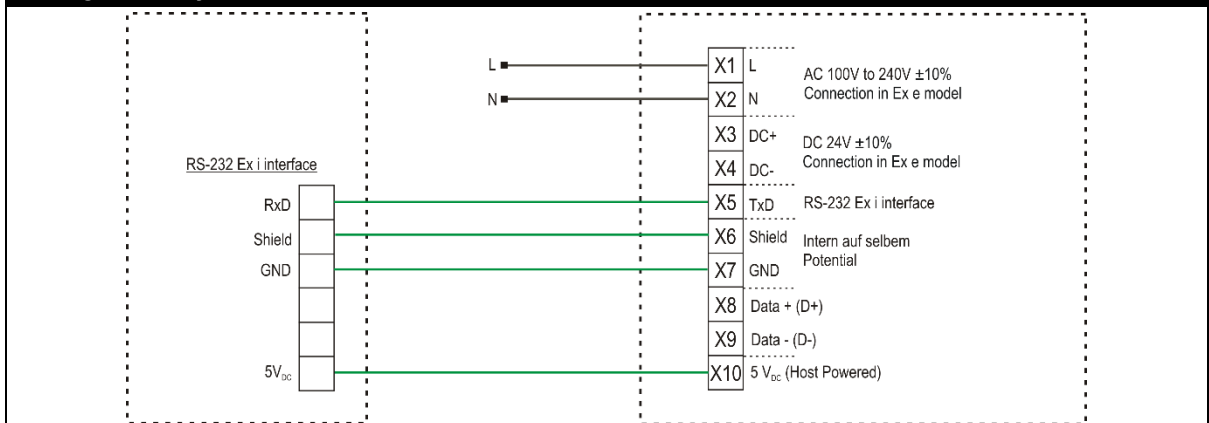 RS-232 Ex i interface
RxD
Shield
GND
5V_DC
L
N
X1 L
X2 N
AC 100V to 240V ±10%
Connection in Ex e model
X3 DC+
X4 DC-
DC 24V ±10%
Connection in Ex e model
X5 TxD
RS-232 Ex i interface
X6 Shield
X7 GND
Intern auf selbem
Potential
X8 Data + (D+)
X9 Data - (D-)
X10 5 V_DC (Host Powered)